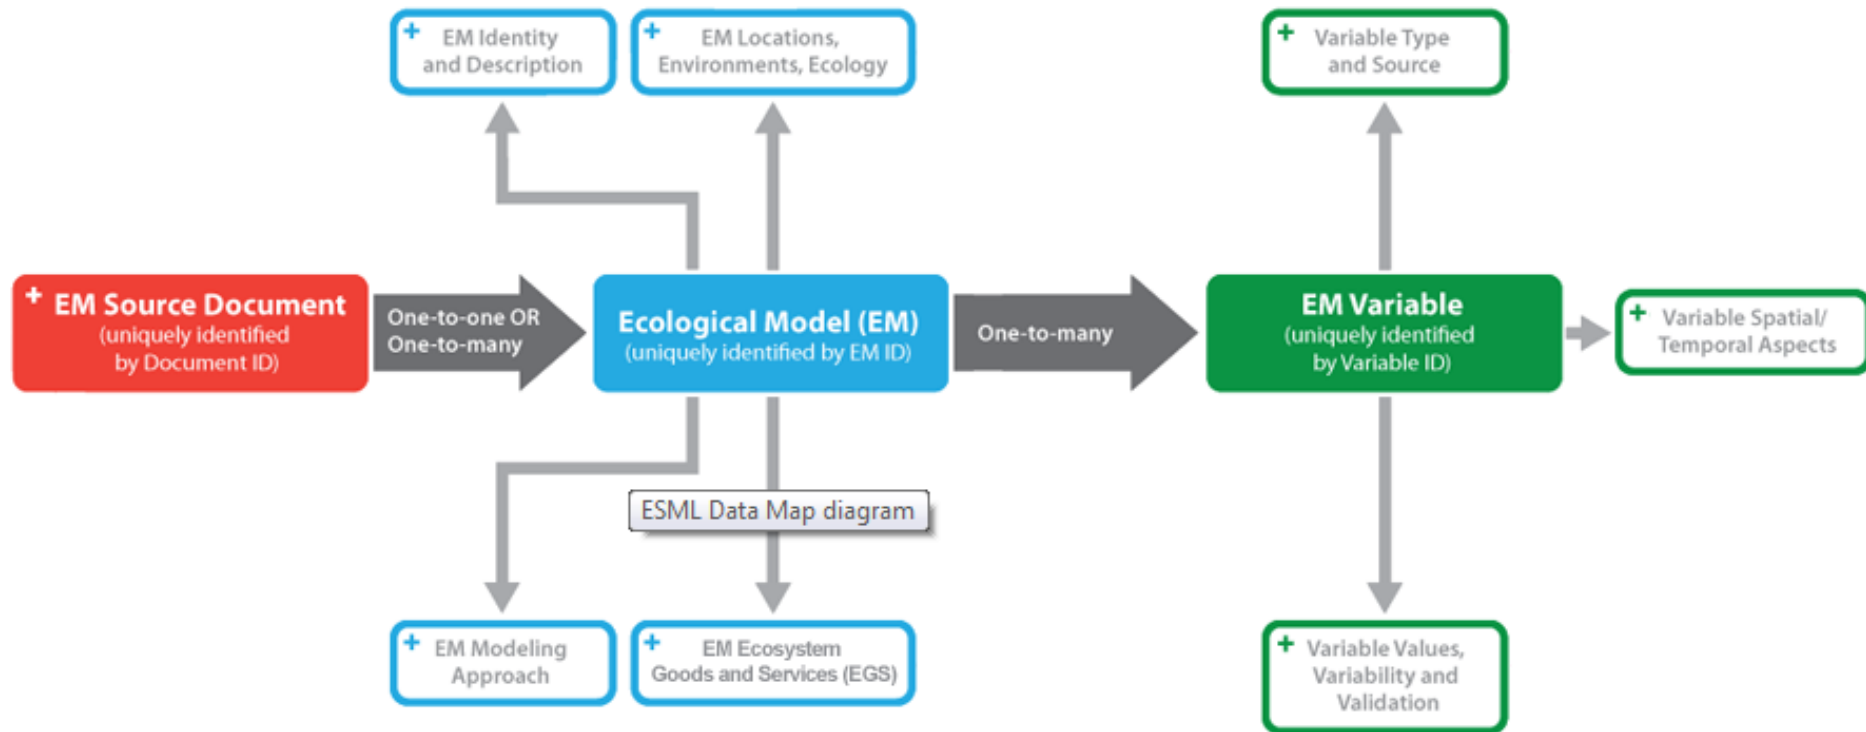 + EM Identity
and Description
+ EM Locations,
Environments, Ecology
+ Variable Type
and Source
+ EM Source Document
(uniquely identified
by Document ID)
One-to-one OR
One-to-many
Ecological Model (EM)
(uniquely identified by EM ID)
One-to-many
EM Variable
(uniquely identified
by Variable ID)
+ Variable Spatial/
Temporal Aspects
ESML Data Map diagram
+ EM Modeling
Approach
+ EM Ecosystem
Goods and Services (EGS)
+ Variable Values,
Variability and
Validation